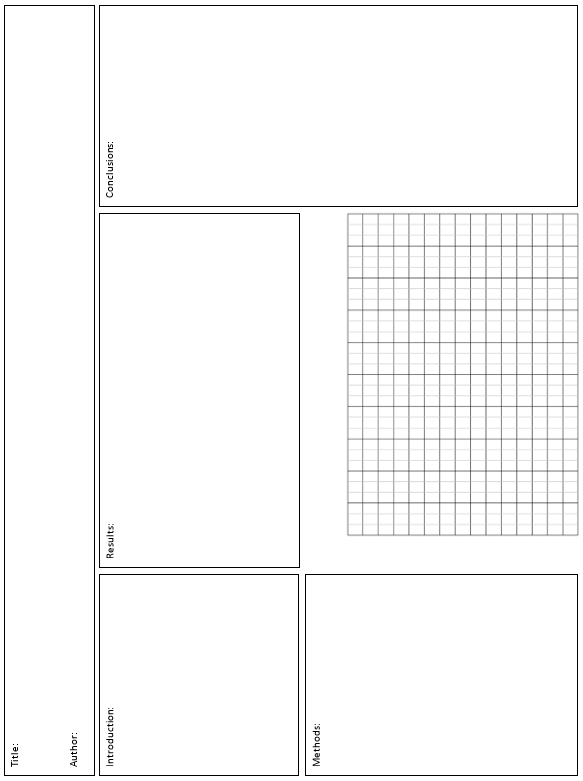 Title:
Author:
Introduction:
Methods:
Results:
Conclusions: